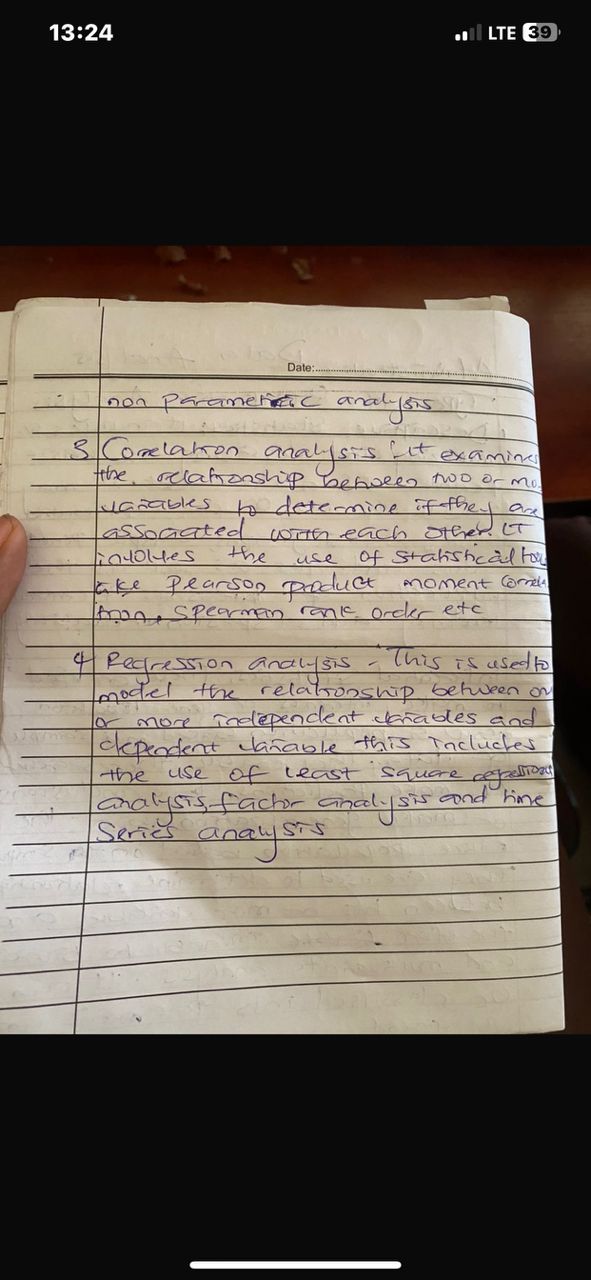 13:24
LTE 39
Date:
non parametric analysis
3 Correlation analysis: It examines
the relationship between two or mo
variables to determine if they are
associated with each other. IT
involves the use of statistical too
like Pearson product moment correla
tion, Spearman rank order etc
4 Regression analysis - This is used to
model the relationship between on
or more independent variables and
dependent variable this includes
the use of least square regression
analysis, factor analysis and time
Series analysis